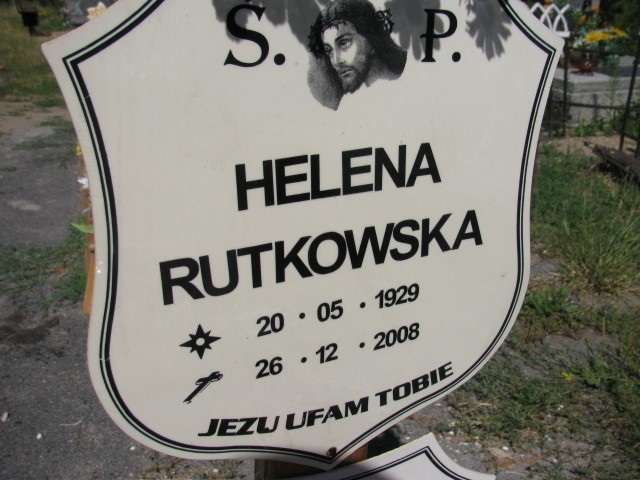 S. P.
HELENA
RUTKOWSKA
20 · 05 · 1929
26 · 12 · 2008
JEZU UFAM TOBIE